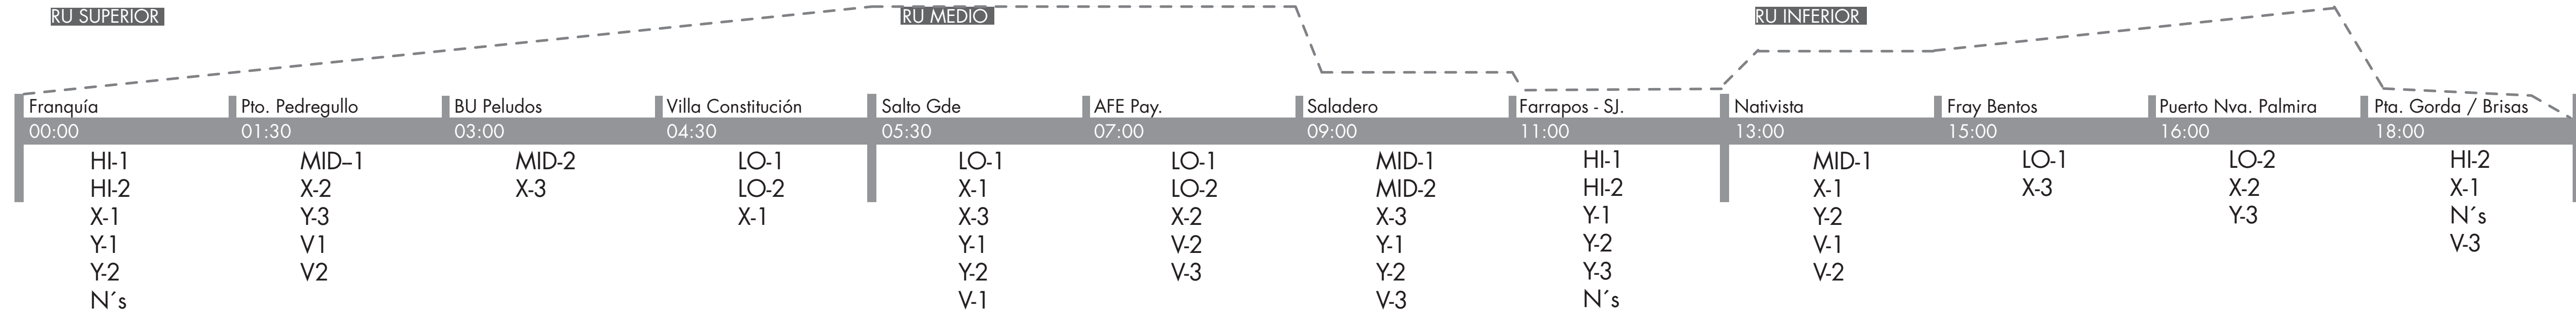 RU SUPERIOR
RU MEDIO
RU INFERIOR
Franquía
Pto. Pedregullo
BU Peludos
Villa Constitución
Salto Gde
AFE Pay.
Saladero
Farrapos - SJ.
Nativista
Fray Bentos
Puerto Nva. Palmira
Pta. Gorda / Brisas
00:00
01:30
03:00
04:30
05:30
07:00
09:00
11:00
13:00
15:00
16:00
18:00
HI-1
HI-2
X-1
Y-1
Y-2
N´s
MID–1
X-2
Y-3
V1
V2
MID-2
X-3
LO-1
LO-2
X-1
LO-1
X-1
X-3
Y-1
Y-2
V-1
LO-1
LO-2
X-2
V-2
V-3
MID-1
MID-2
X-3
Y-1
Y-2
V-3
HI-1
HI-2
Y-1
Y-2
Y-3
N´s
MID-1
X-1
Y-2
V-1
V-2
LO-1
X-3
LO-2
X-2
Y-3
HI-2
X-1
N´s
V-3